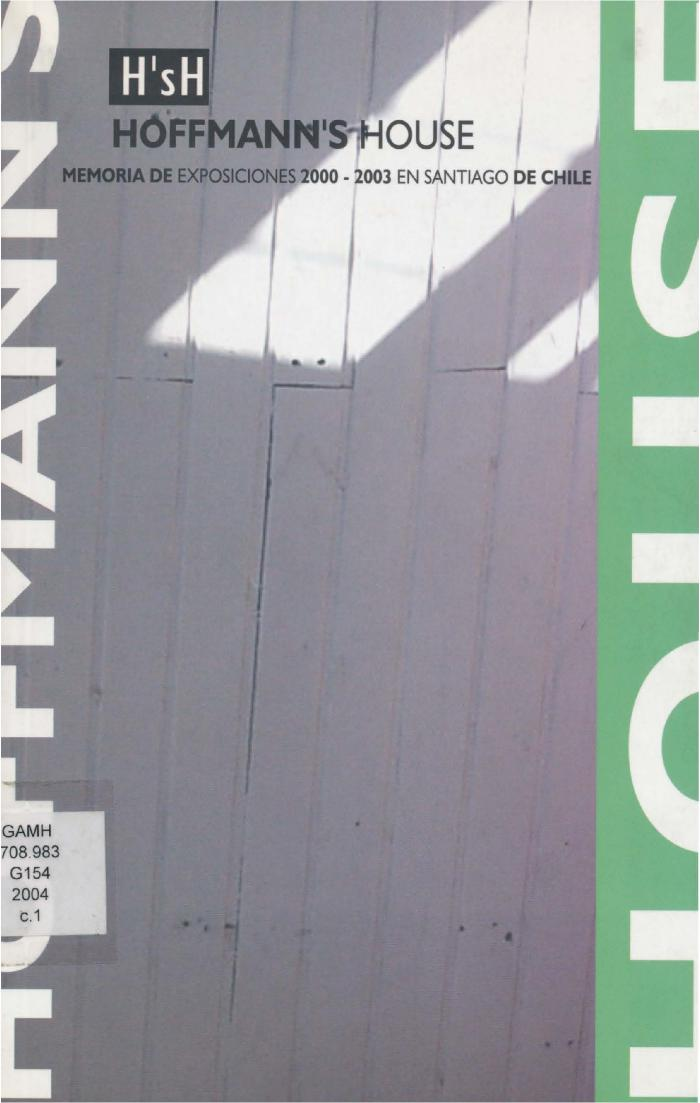 H'sH
HOFFMANN'S HOUSE
MEMORIA DE EXPOSICIONES 2000 - 2003 EN SANTIAGO DE CHILE
HOFFMANN'S
HOUSE
GAMH
708.983
G154
2004
c.1